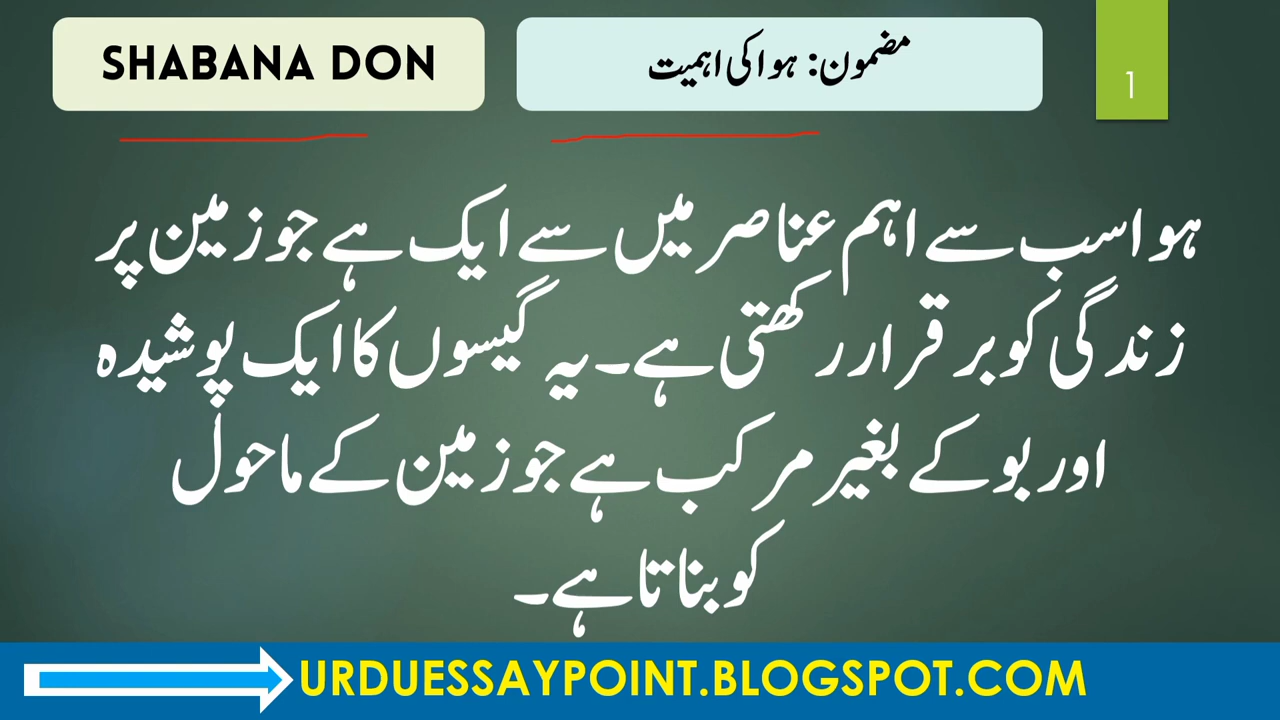 SHABANA DON
مضمون: ہوا کی اہمیت
1
ہوا سب سے اہم عناصر میں سے ایک ہے جو زمین پر
زندگی کو برقرار رکھتی ہے۔ یہ گیسوں کا ایک پوشیدہ
اور بو کے بغیر مرکب ہے جو زمین کے ماحول
کو بناتا ہے۔
URDUESSAYPOINT.BLOGSPOT.COM